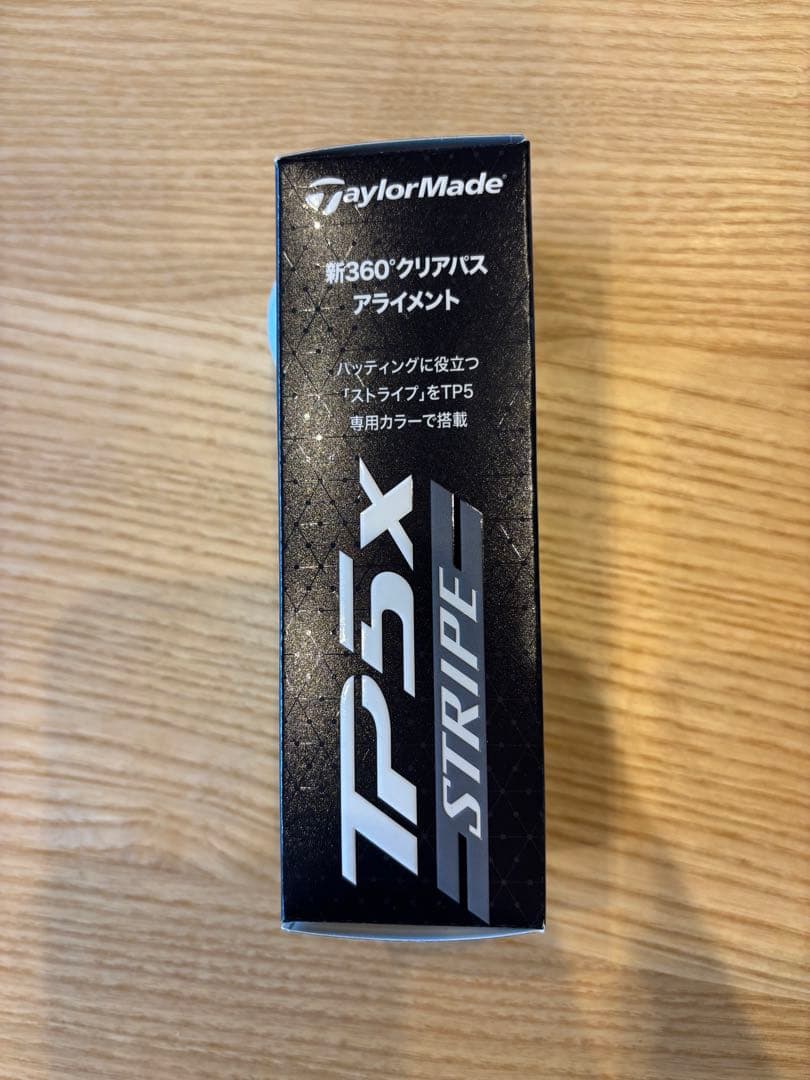 TaylorMade
新360°クリアパス
アライメント
パッティングに役立つ
「ストライプ」をTP5
専用カラーで搭載
TP5x
STRIPE